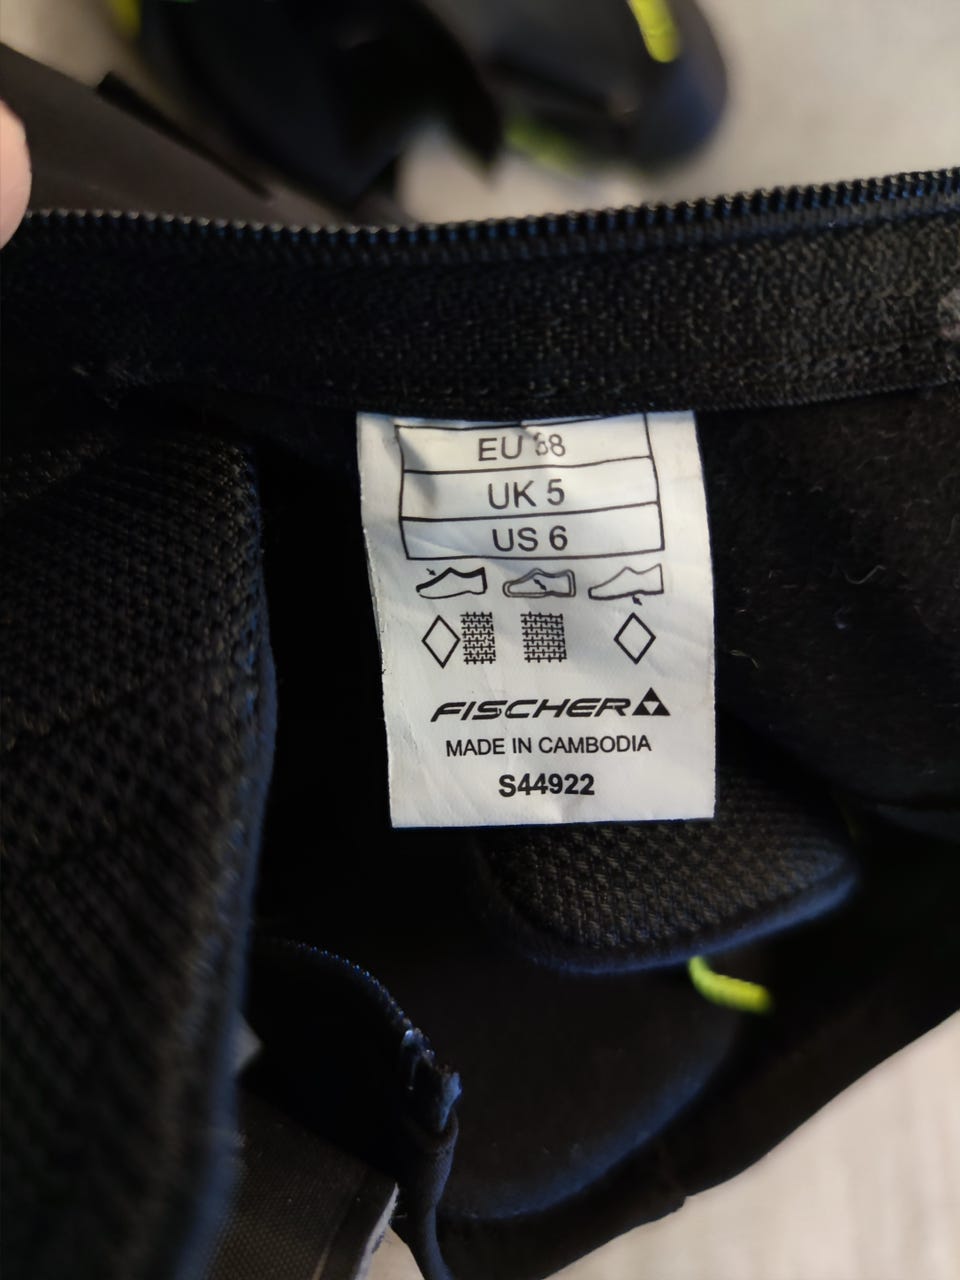 EU 38
UK 5
US 6
FISCHER
MADE IN CAMBODIA
S44922